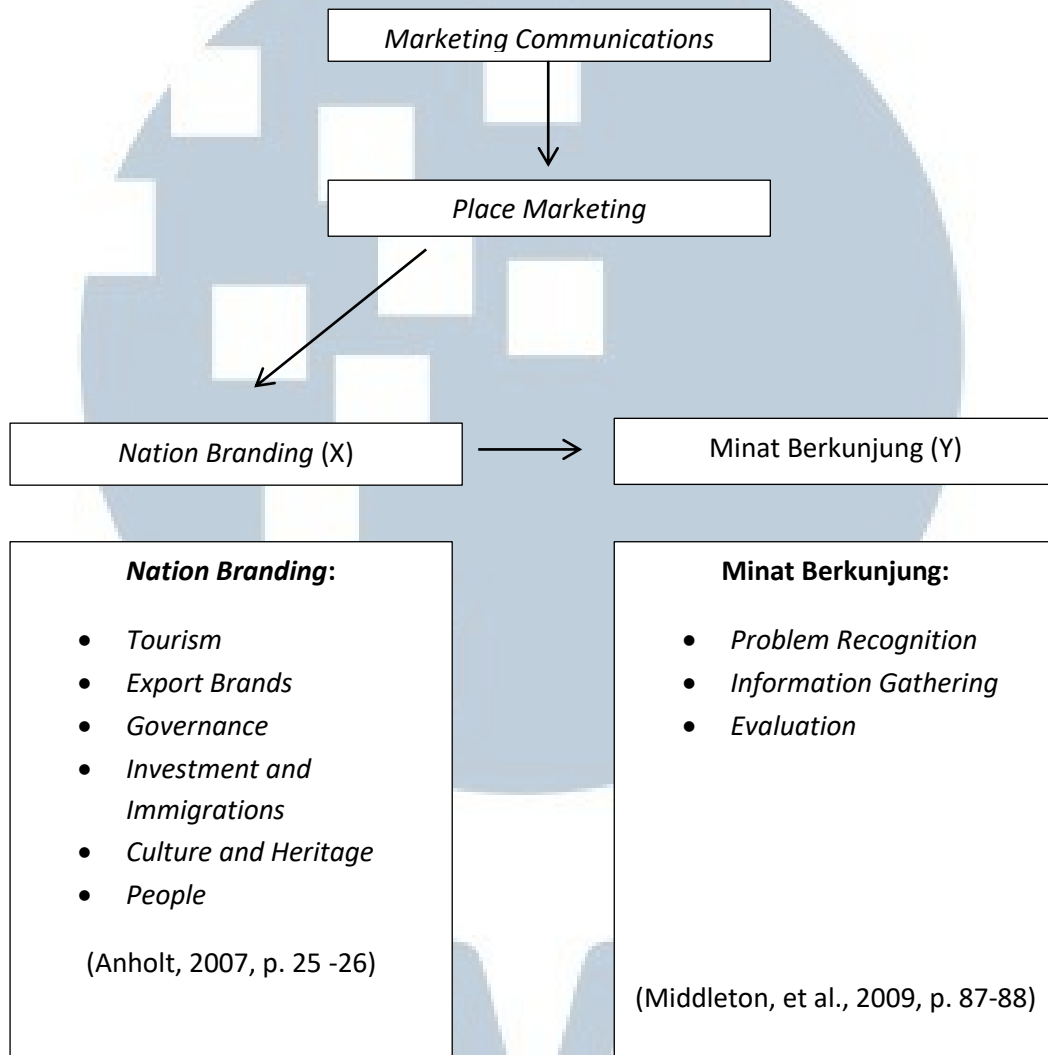 Marketing Communications
Place Marketing
Nation Branding (X)
Minat Berkunjung (Y)
Nation Branding:
• Tourism
• Export Brands
• Governance
• Investment and
Immigrations
• Culture and Heritage
• People
(Anholt, 2007, p. 25 -26)
Minat Berkunjung:
• Problem Recognition
• Information Gathering
• Evaluation
(Middleton, et al., 2009, p. 87-88)